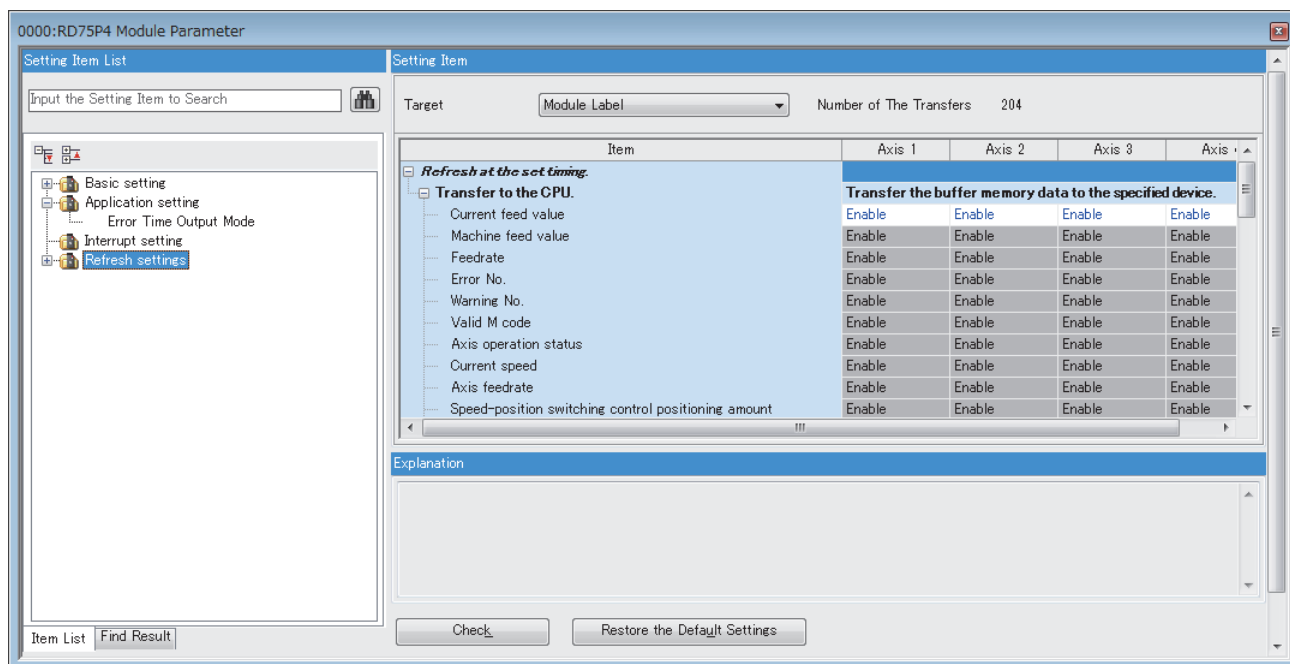 0000:RD75P4 Module Parameter
Setting Item List
Input the Setting Item to Search
Basic setting
Application setting
Error Time Output Mode
Interrupt setting
Refresh settings
Item List Find Result
Setting Item
Target Module Label Number of The Transfers 204
Item Axis 1 Axis 2 Axis 3 Axis
Refresh at the set timing.
Transfer to the CPU. Transfer the buffer memory data to the specified device.
Current feed value Enable Enable Enable Enable
Machine feed value Enable Enable Enable Enable
Feedrate Enable Enable Enable Enable
Error No. Enable Enable Enable Enable
Warning No. Enable Enable Enable Enable
Valid M code Enable Enable Enable Enable
Axis operation status Enable Enable Enable Enable
Current speed Enable Enable Enable Enable
Axis feedrate Enable Enable Enable Enable
Speed-position switching control positioning amount Enable Enable Enable Enable
Explanation
Check Restore the Default Settings